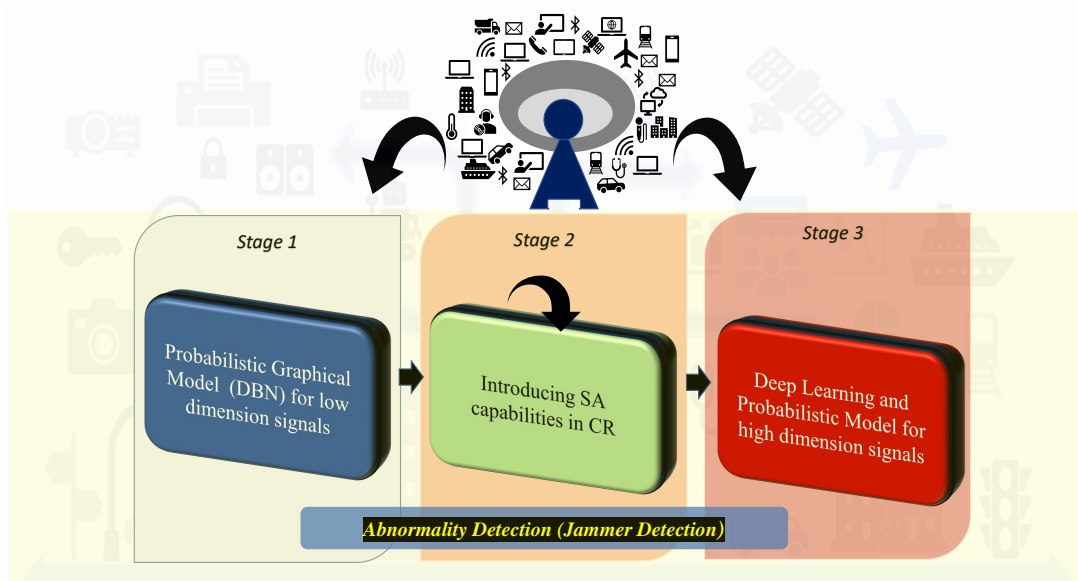 Stage 1
Stage 2
Stage 3
Probabilistic Graphical
Model (DBN) for low
dimension signals
Introducing SA
capabilities in CR
Deep Learning and
Probabilistic Model for
high dimension signals
Abnormality Detection (Jammer Detection)